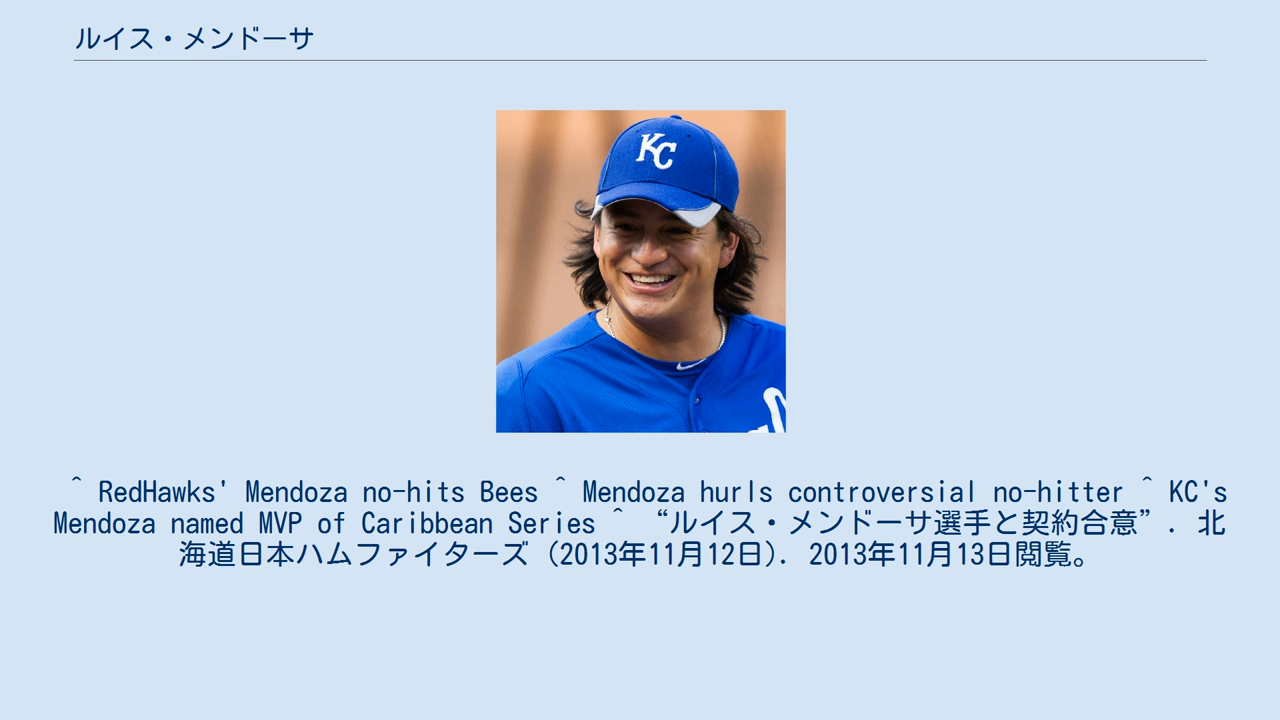 ルイス・メンドーサ
KC
^ RedHawks' Mendoza no-hits Bees ^ Mendoza hurls controversial no-hitter ^ KC's
Mendoza named MVP of Caribbean Series ^ “ルイス・メンドーサ選手と契約合意”. 北
海道日本ハムファイターズ (2013年11月12日). 2013年11月13日閲覧。